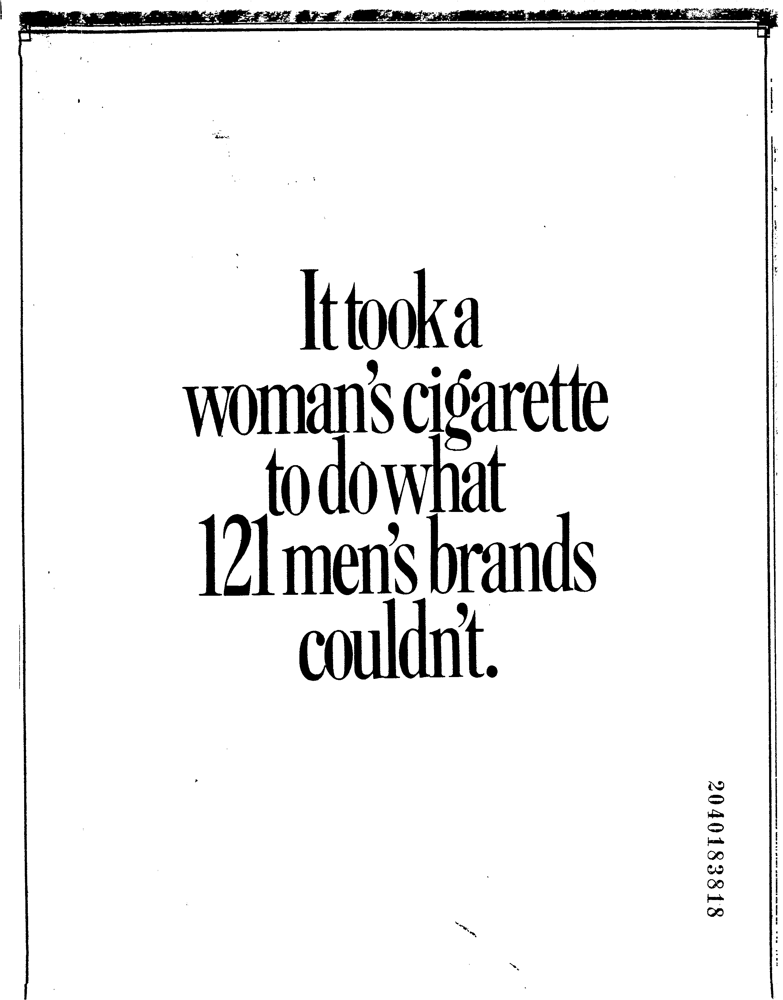 It took a
woman's cigarette
to do what
121 men's brands
couldn't.
2040183818